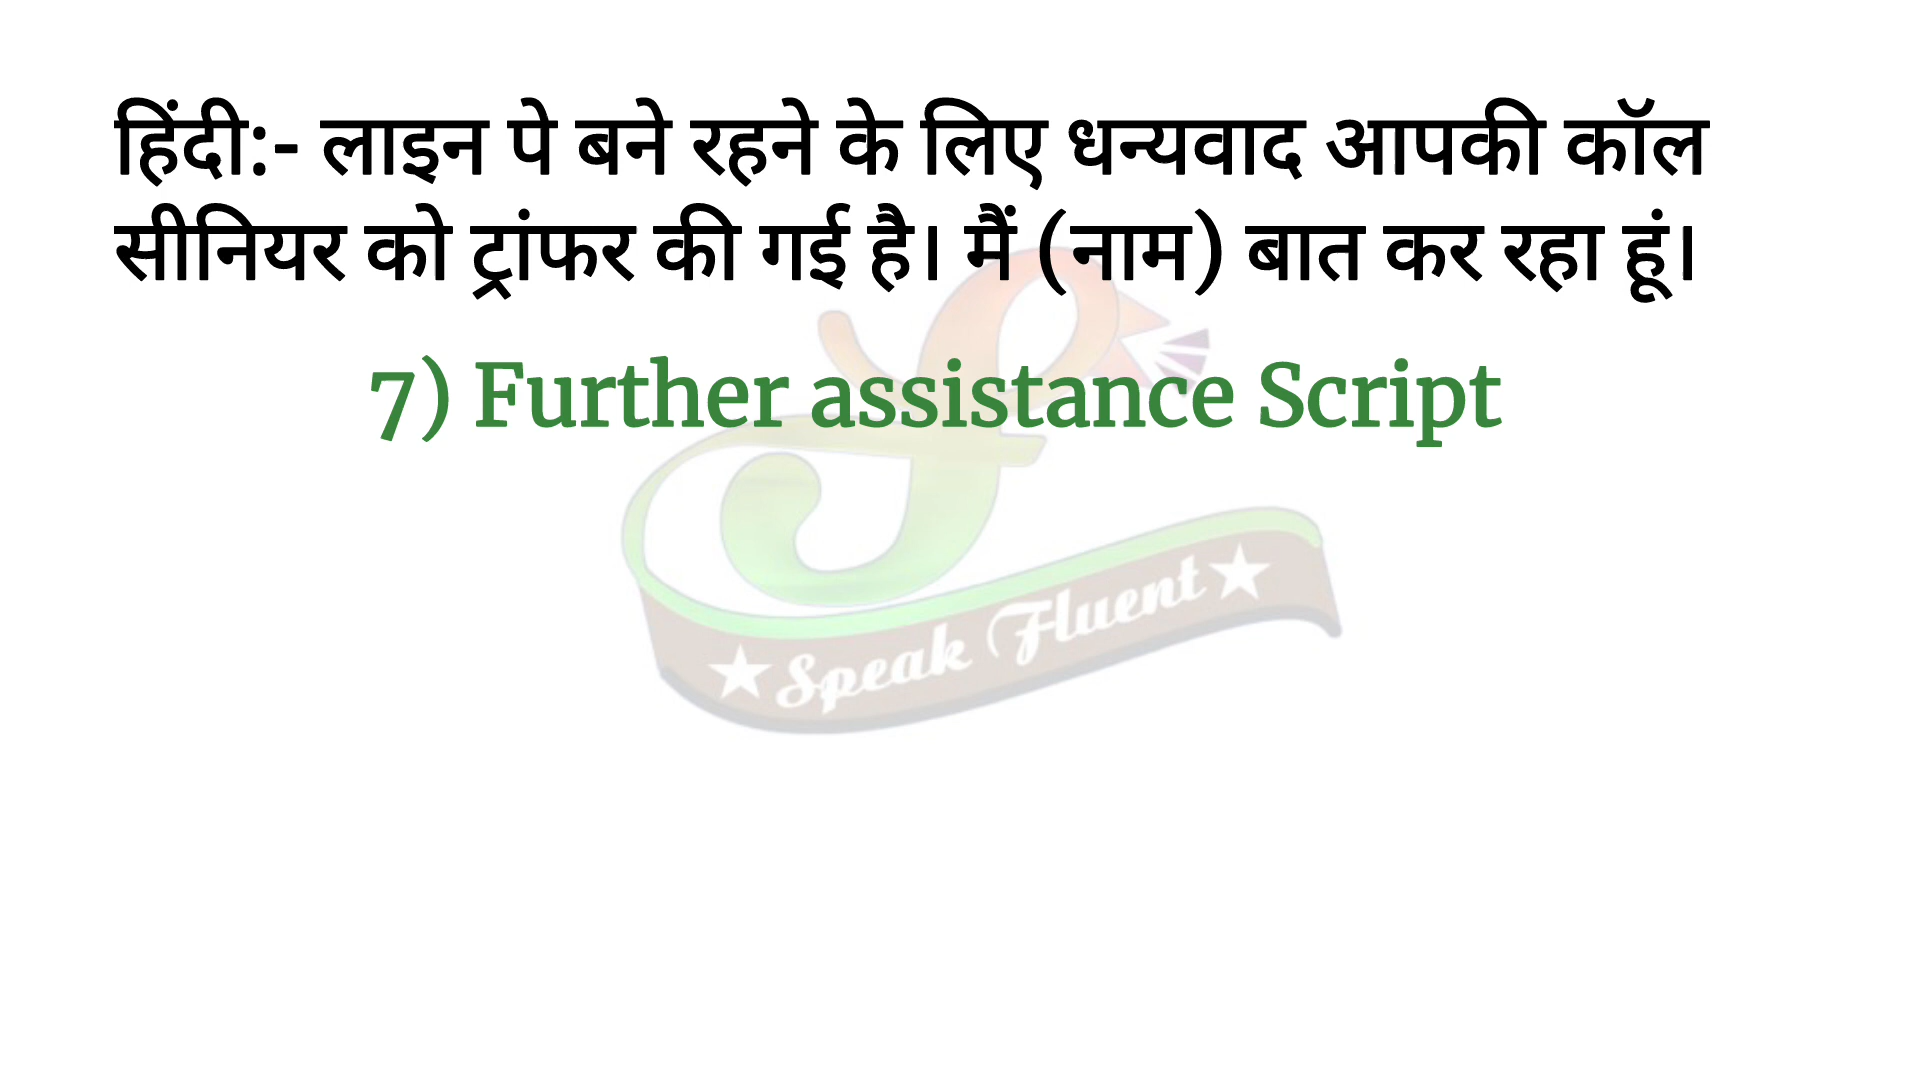 हिंदी:- लाइन पे बने रहने के लिए धन्यवाद आपकी कॉल
सीनियर को ट्रांफर की गई है। मैं (नाम) बात कर रहा हूं।
7) Further assistance Script
Speak Fluent